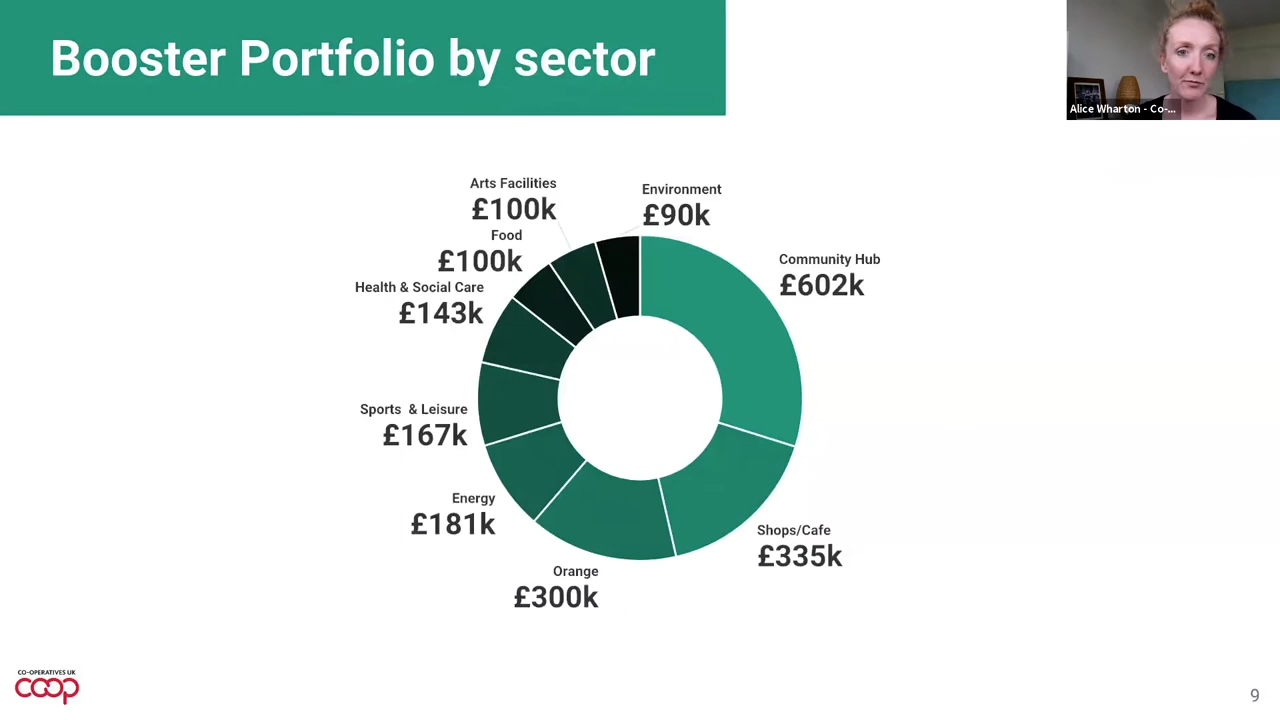 Booster Portfolio by sector
Alice Wharton - Co-...
Arts Facilities
£100k
Environment
£90k
Food
£100k
Community Hub
£602k
Health & Social Care
£143k
Sports & Leisure
£167k
Energy
£181k
Shops/Cafe
£335k
Orange
£300k
CO-OPERATIVES UK
coop
9